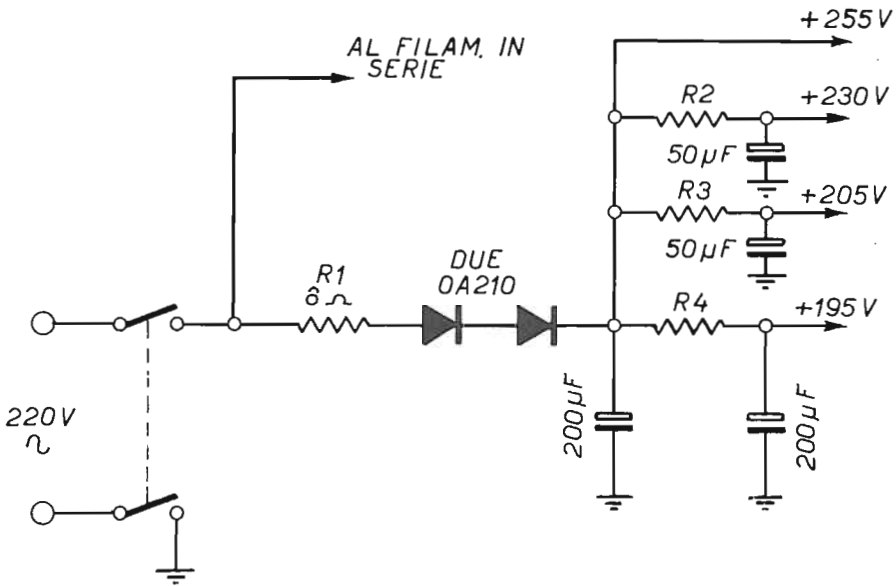 +255V
AL FILAM. IN
SERIE
R2
+230V
50µF
R3
+205V
50µF
R1
8 Ω
DUE
OA210
R4
+195V
200µF
200µF
220V
∿